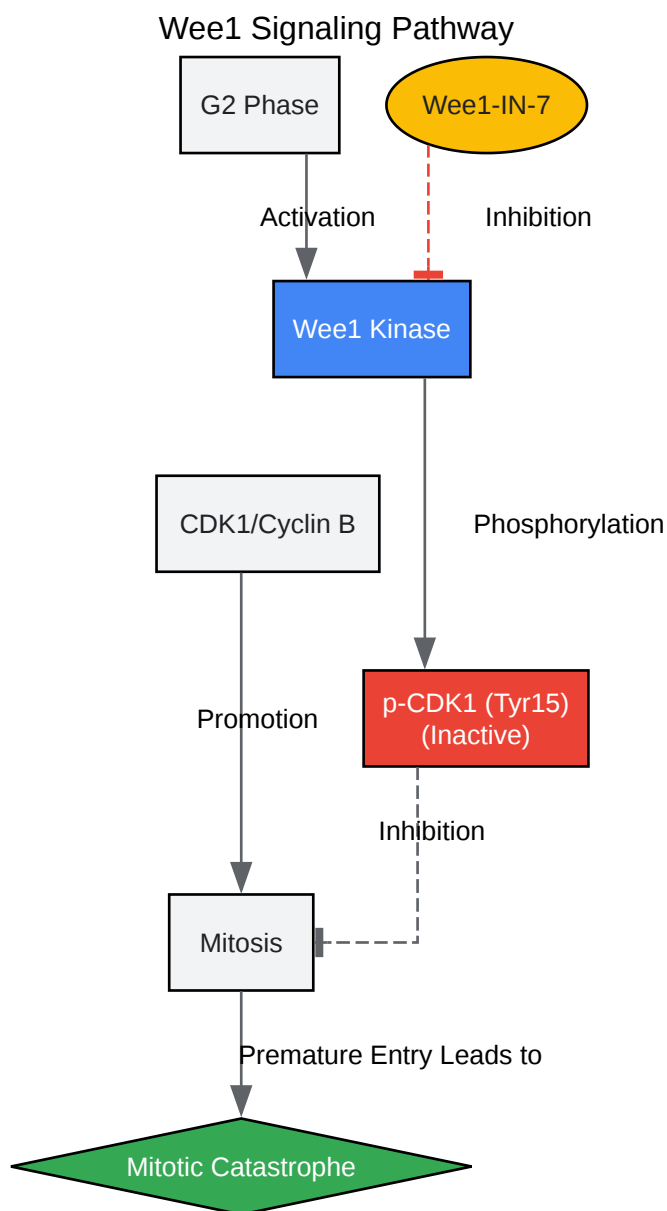 Wee1 Signaling Pathway
G2 Phase
Wee1-IN-7
Activation
Inhibition
Wee1 Kinase
CDK1/Cyclin B
Phosphorylation
p-CDK1 (Tyr15)
(Inactive)
Promotion
Inhibition
Mitosis
Premature Entry Leads to
Mitotic Catastrophe